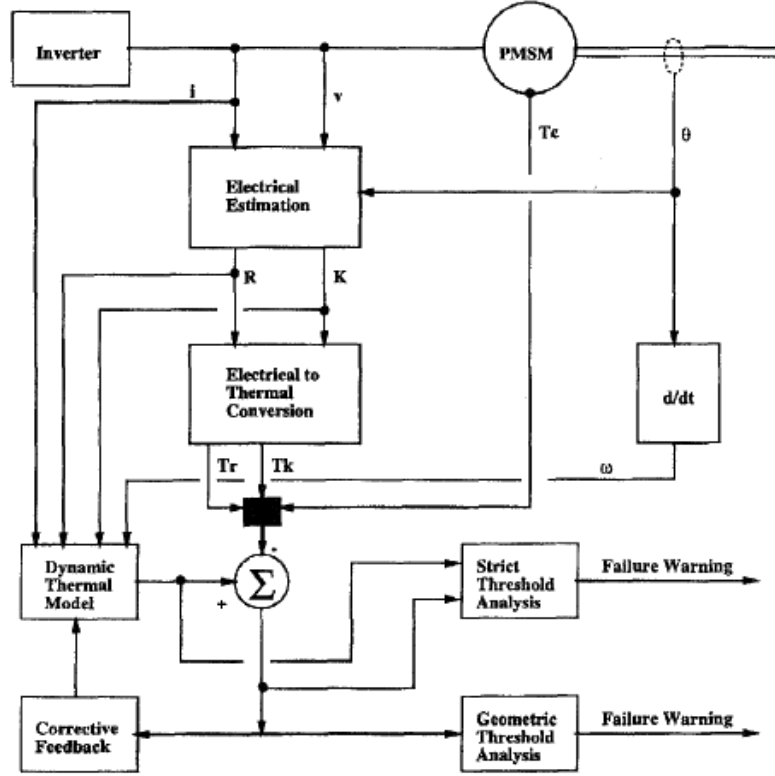 Inverter
PMSM
i
v
Tc
θ
Electrical
Estimation
R
K
Electrical to
Thermal
Conversion
d/dt
Tr
Tk
ω
-
Dynamic
Thermal
Model
+
Σ
Strict
Threshold
Analysis
Failure Warning
Corrective
Feedback
Geometric
Threshold
Analysis
Failure Warning